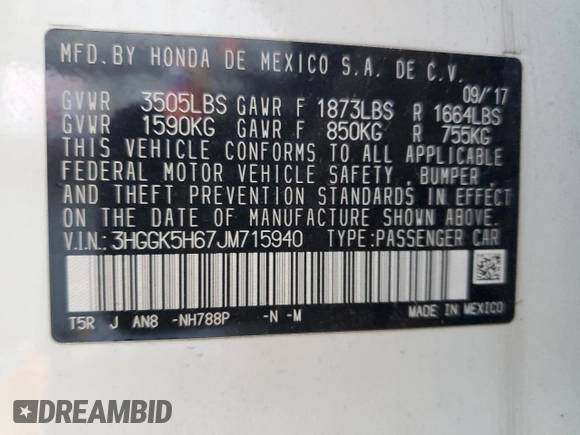 MFD.BY HONDA DE MEXICO S.A. DE C.V.
09/'17
GVWR 3505LBS GAWR F 1873LBS R 1664LBS
GVWR 1590KG GAWR F 850KG R 755KG
THIS VEHICLE CONFORMS TO ALL APPLICABLE
FEDERAL MOTOR VEHICLE SAFETY, BUMPER,
AND THEFT PREVENTION STANDARDS IN EFFECT
ON THE DATE OF MANUFACTURE SHOWN ABOVE.
V.I.N.: 3HGGK5H67JM715940 TYPE:PASSENGER CAR
T5R J AN8 -NH788P -N -M
MADE IN MEXICO
DREAMBID